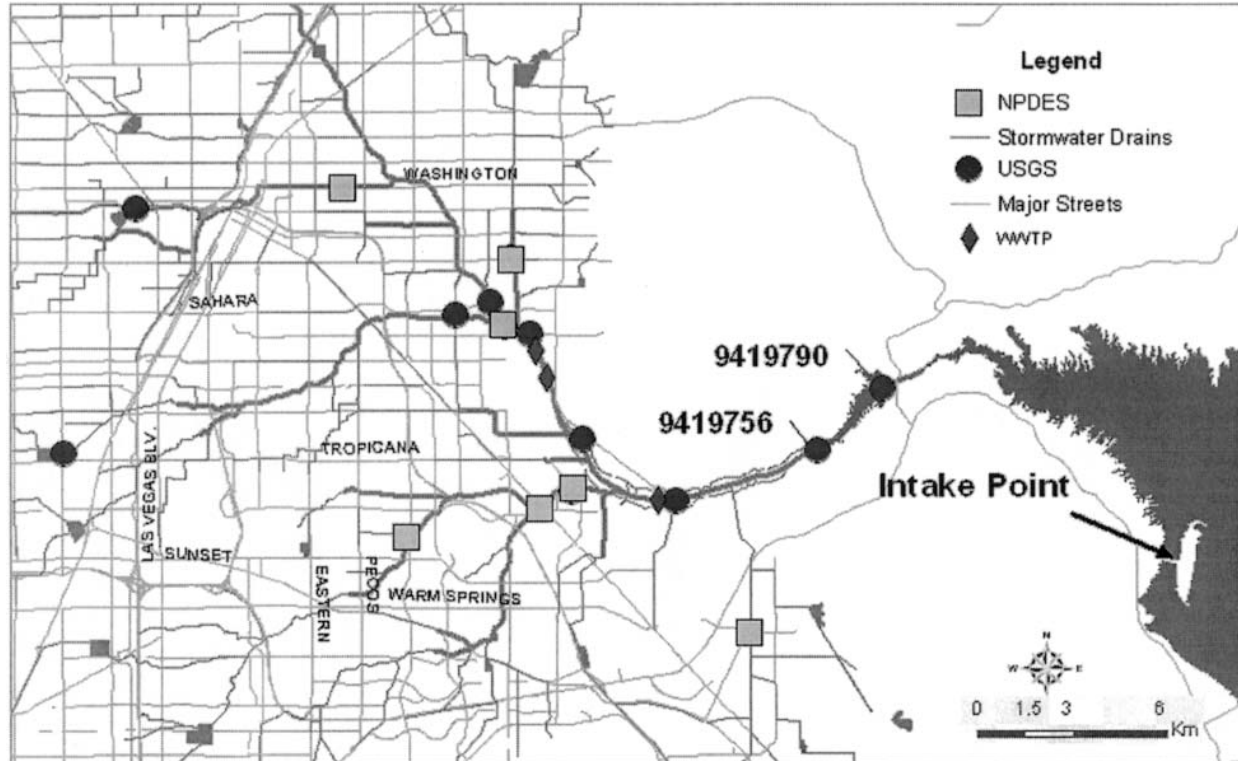 Legend
NPDES
Stormwater Drains
USGS
Major Streets
WWTP
WASHINGTON
SAHARA
9419790
9419756
TROPICANA
LAS VEGAS BLV.
Intake Point
SUNSET
EASTERN
PECOS
WARM SPRINGS
N
W E
S
0 1.5 3 6
Km